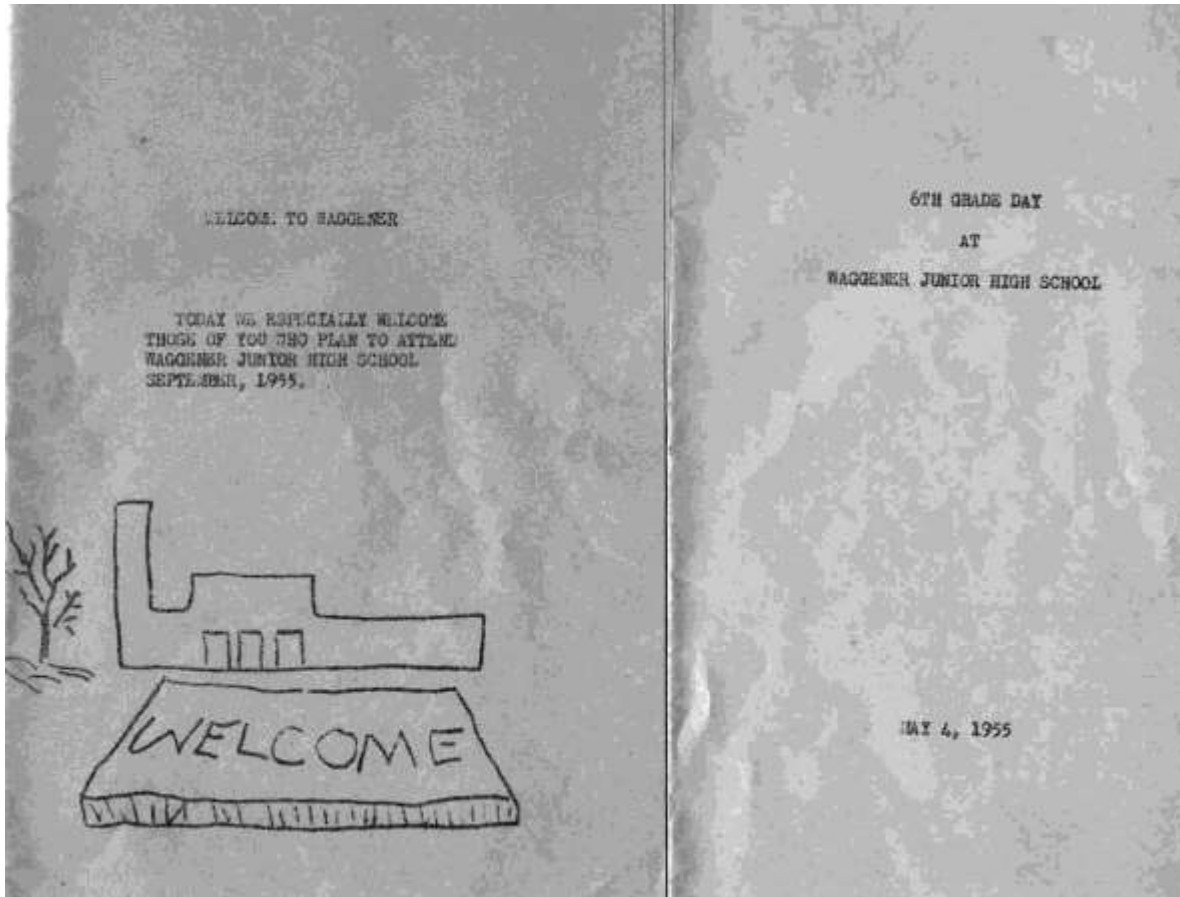 WELCOME TO WAGGENER
TODAY WE ESPECIALLY WELCOME
THOSE OF YOU WHO PLAN TO ATTEND
WAGGENER JUNIOR HIGH SCHOOL
SEPTEMBER, 1955.
WELCOME
6TH GRADE DAY
AT
WAGGENER JUNIOR HIGH SCHOOL
MAY 4, 1955